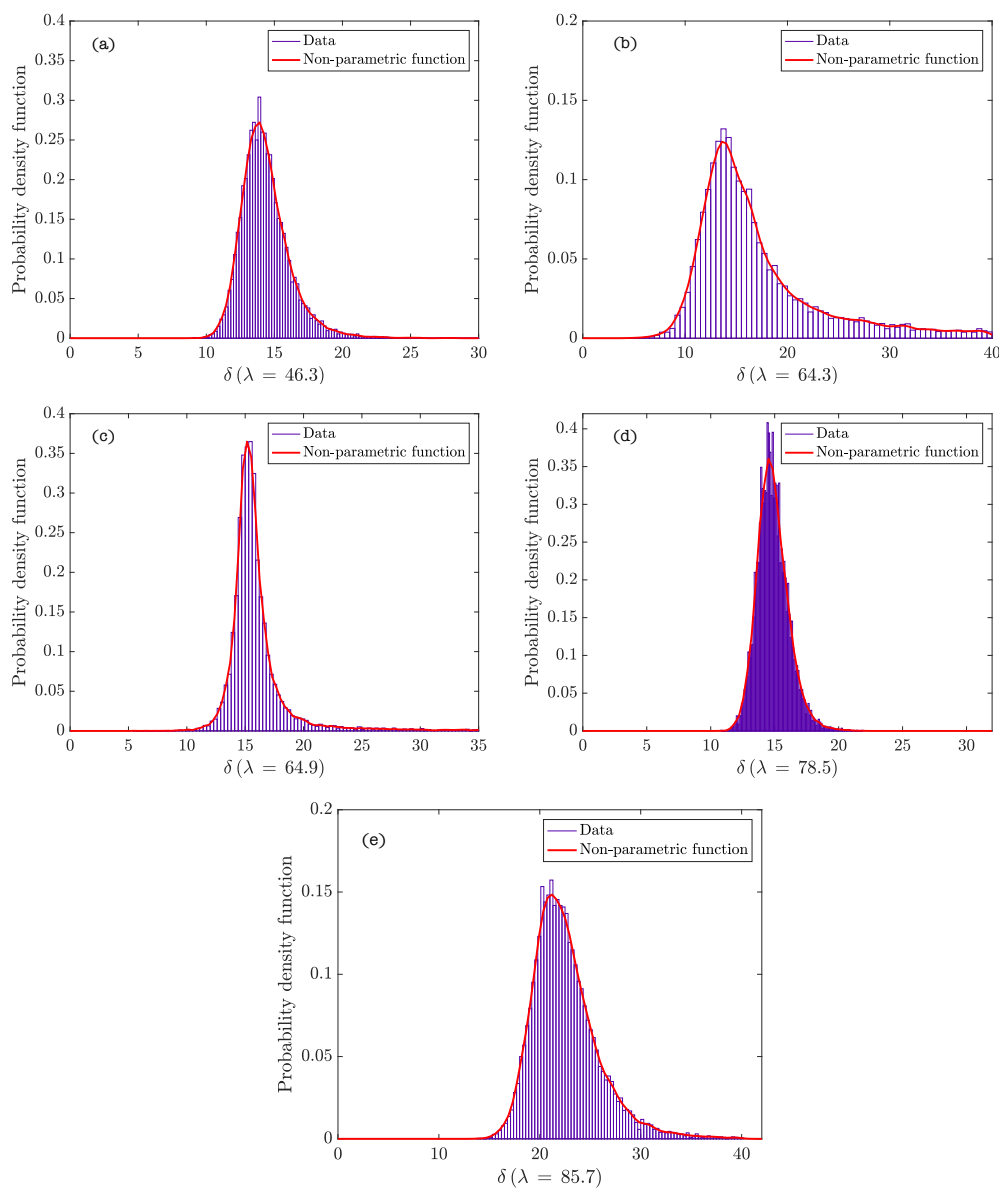 (a)
Data
Non-parametric function
Probability density function
0.4
0.35
0.3
0.25
0.2
0.15
0.1
0.05
0
0 5 10 15 20 25 30
δ (λ = 46.3)
(b)
Data
Non-parametric function
Probability density function
0.2
0.15
0.1
0.05
0
0 10 20 30 40
δ (λ = 64.3)
(c)
Data
Non-parametric function
Probability density function
0.4
0.35
0.3
0.25
0.2
0.15
0.1
0.05
0
0 5 10 15 20 25 30 35
δ (λ = 64.9)
(d)
Data
Non-parametric function
Probability density function
0.4
0.35
0.3
0.25
0.2
0.15
0.1
0.05
0
0 5 10 15 20 25 30
δ (λ = 78.5)
(e)
Data
Non-parametric function
Probability density function
0.2
0.15
0.1
0.05
0
0 10 20 30 40
δ (λ = 85.7)